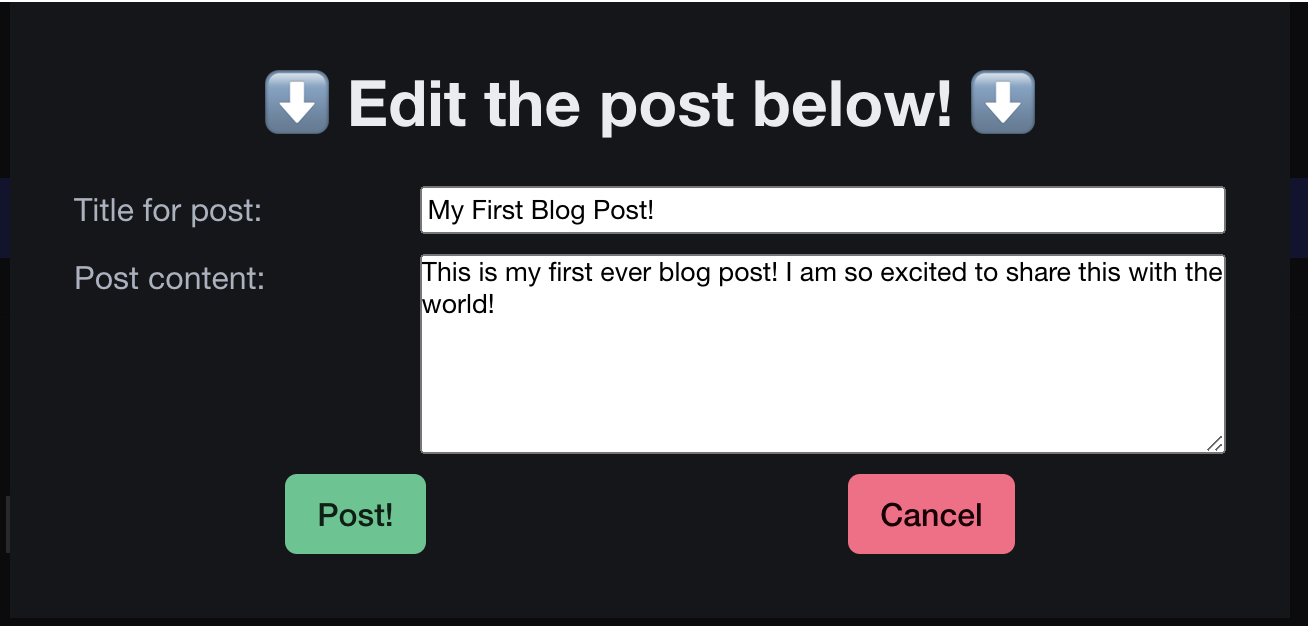 ⬇️ Edit the post below! ⬇️
Title for post:
My First Blog Post!
Post content:
This is my first ever blog post! I am so excited to share this with the
world!
Post!
Cancel